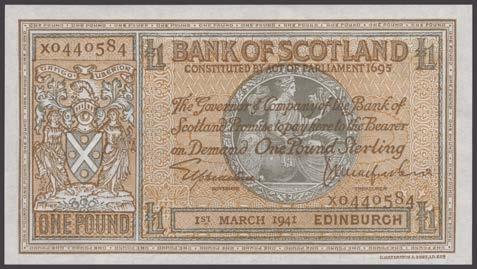 X0440584
£1
BANK OF SCOTLAND
£1
CONSTITUTED BY ACT OF PARLIAMENT 1695
The Governor & Company of the Bank of
Scotland Promise to pay here to the Bearer
on Demand One Pound Sterling
GOVERNOR
TREASURER
X0440584
ONE POUND
£1
1ST MARCH 1941
EDINBURGH
£1